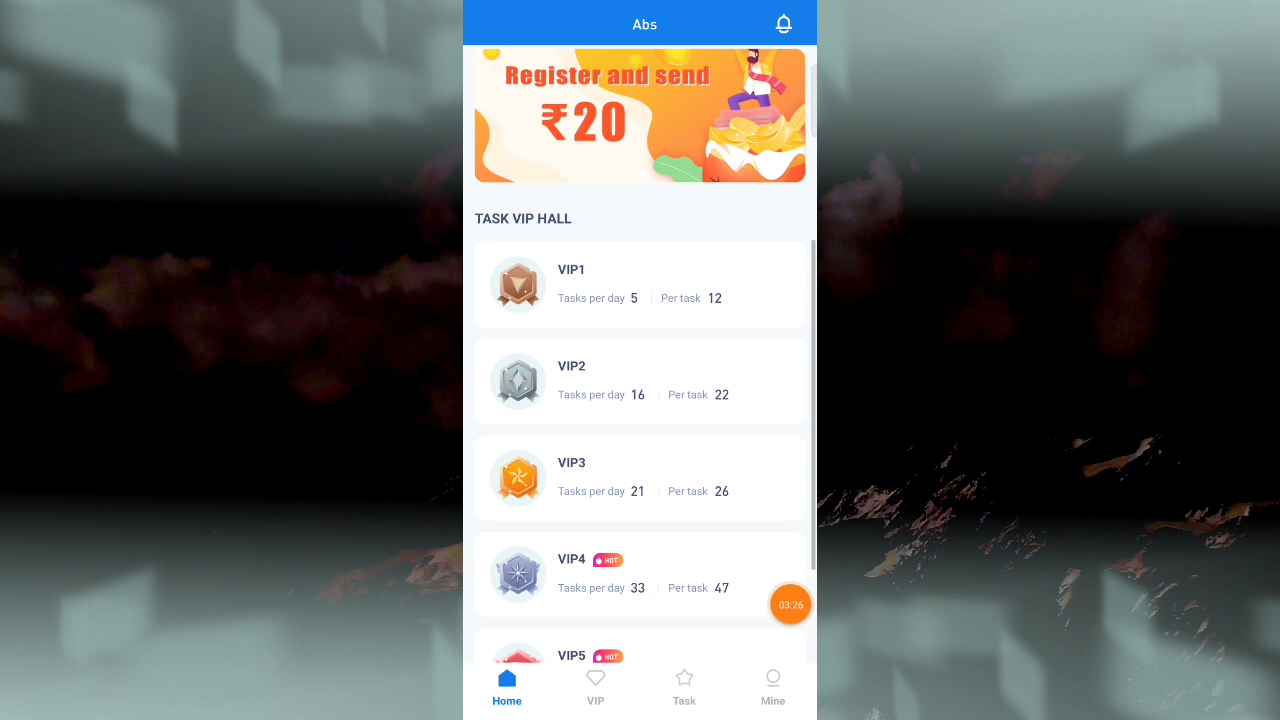 Abs
Register and send
₹20
TASK VIP HALL
VIP1
Tasks per day 5 Per task 12
VIP2
Tasks per day 16 Per task 22
VIP3
Tasks per day 21 Per task 26
VIP4 HOT
Tasks per day 33 Per task 47
03:26
VIP5 HOT
Home VIP Task Mine